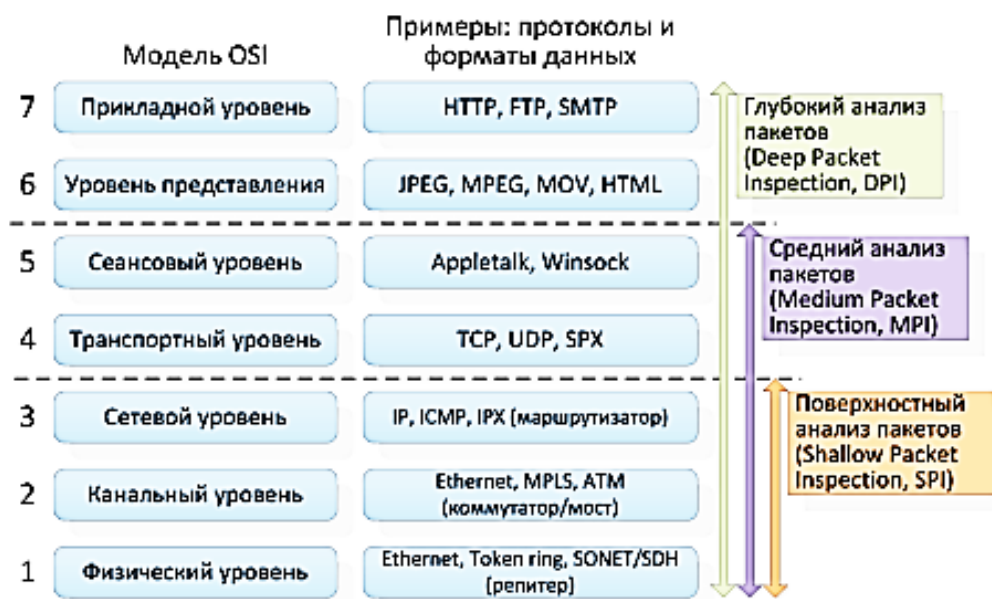 Модель OSI
Примеры: протоколы и
форматы данных
7
Прикладной уровень
HTTP, FTP, SMTP
6
Уровень представления
JPEG, MPEG, MOV, HTML
5
Сеансовый уровень
Appletalk, Winsock
4
Транспортный уровень
TCP, UDP, SPX
3
Сетевой уровень
IP, ICMP, IPX (маршрутизатор)
2
Канальный уровень
Ethernet, MPLS, ATM
(коммутатор/мост)
1
Физический уровень
Ethernet, Token ring, SONET/SDH
(репитер)
Глубокий анализ
пакетов
(Deep Packet
Inspection, DPI)
Средний анализ
пакетов
(Medium Packet
Inspection, MPI)
Поверхностный
анализ пакетов
(Shallow Packet
Inspection, SPI)